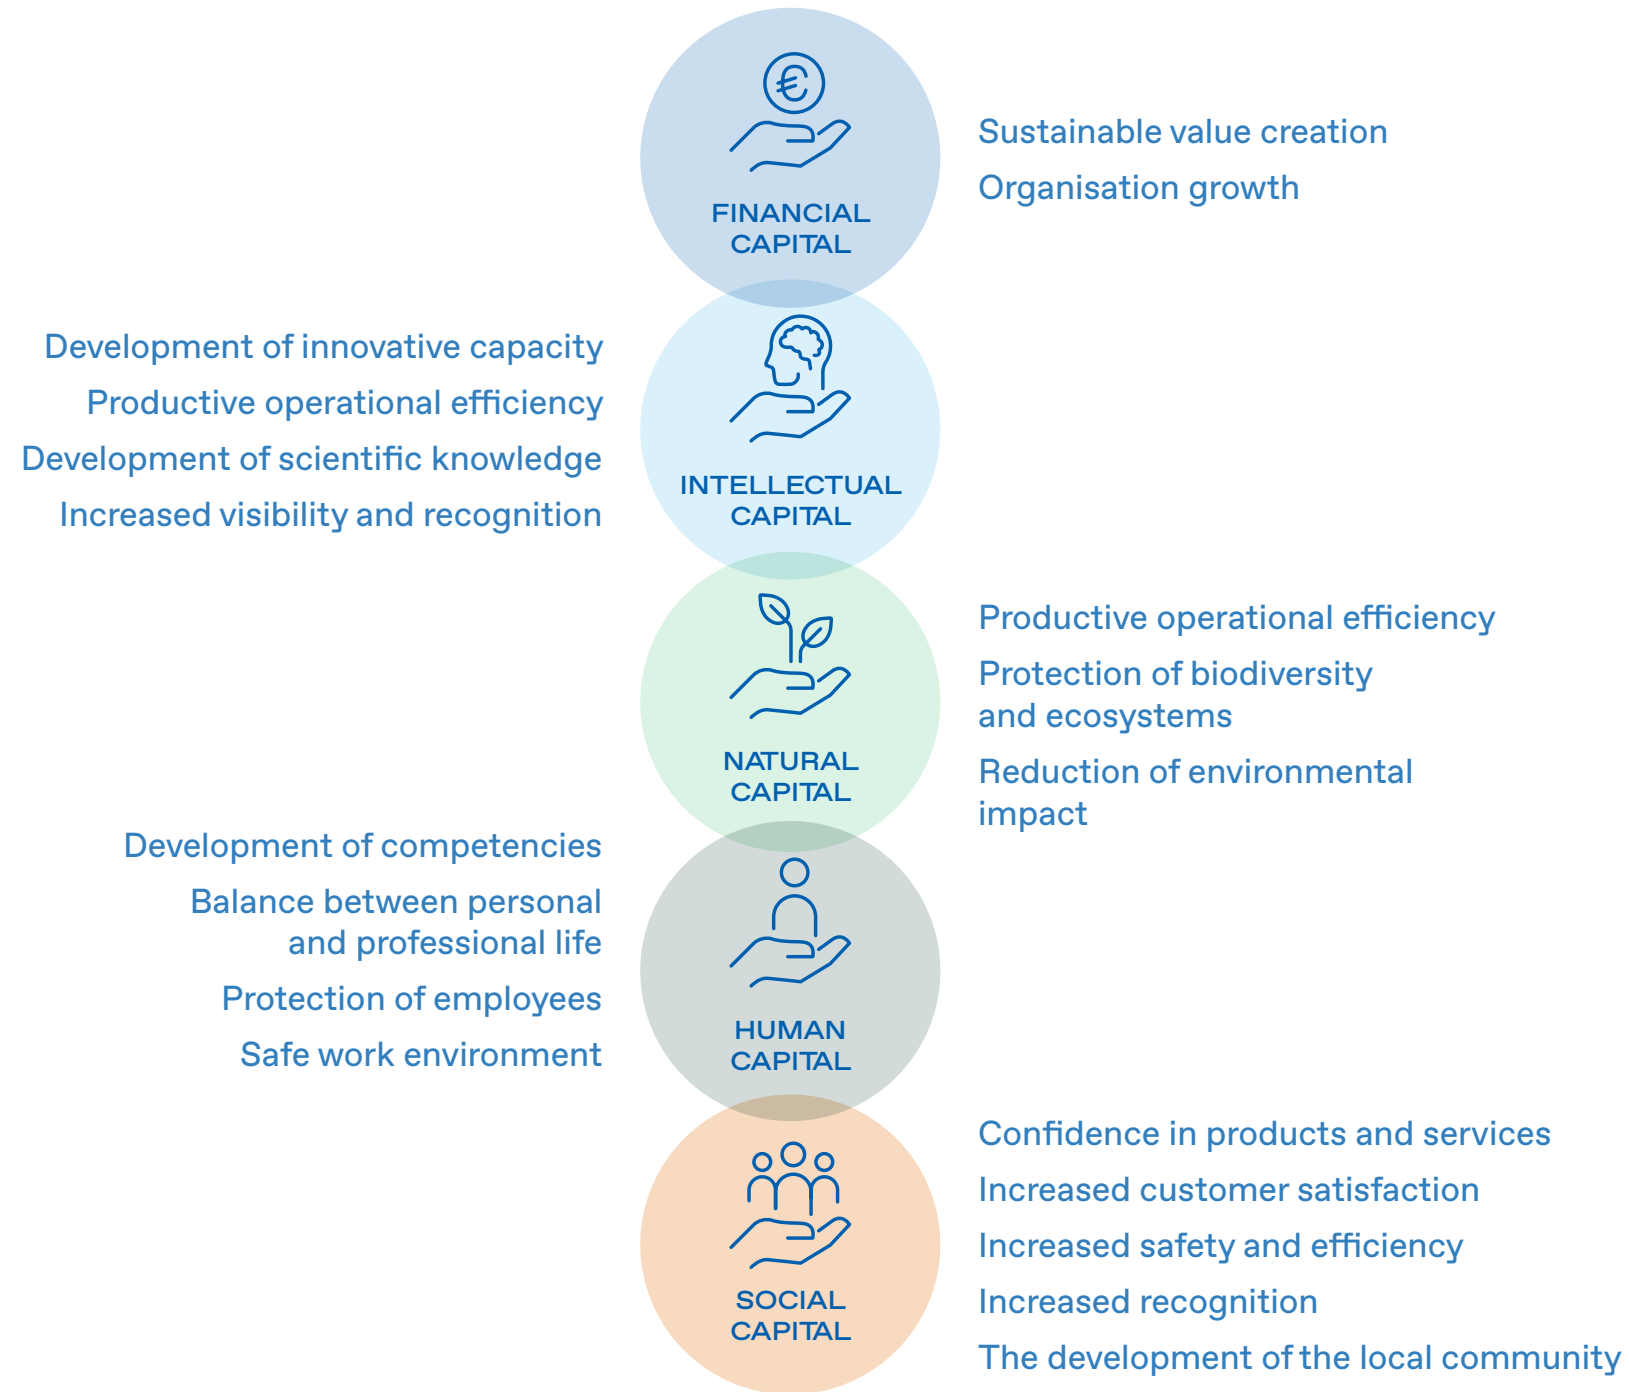 €
FINANCIAL
CAPITAL
Sustainable value creation
Organisation growth
Development of innovative capacity
Productive operational efficiency
Development of scientific knowledge
Increased visibility and recognition
INTELLECTUAL
CAPITAL
NATURAL
CAPITAL
Productive operational efficiency
Protection of biodiversity
and ecosystems
Reduction of environmental
impact
Development of competencies
Balance between personal
and professional life
Protection of employees
Safe work environment
HUMAN
CAPITAL
SOCIAL
CAPITAL
Confidence in products and services
Increased customer satisfaction
Increased safety and efficiency
Increased recognition
The development of the local community